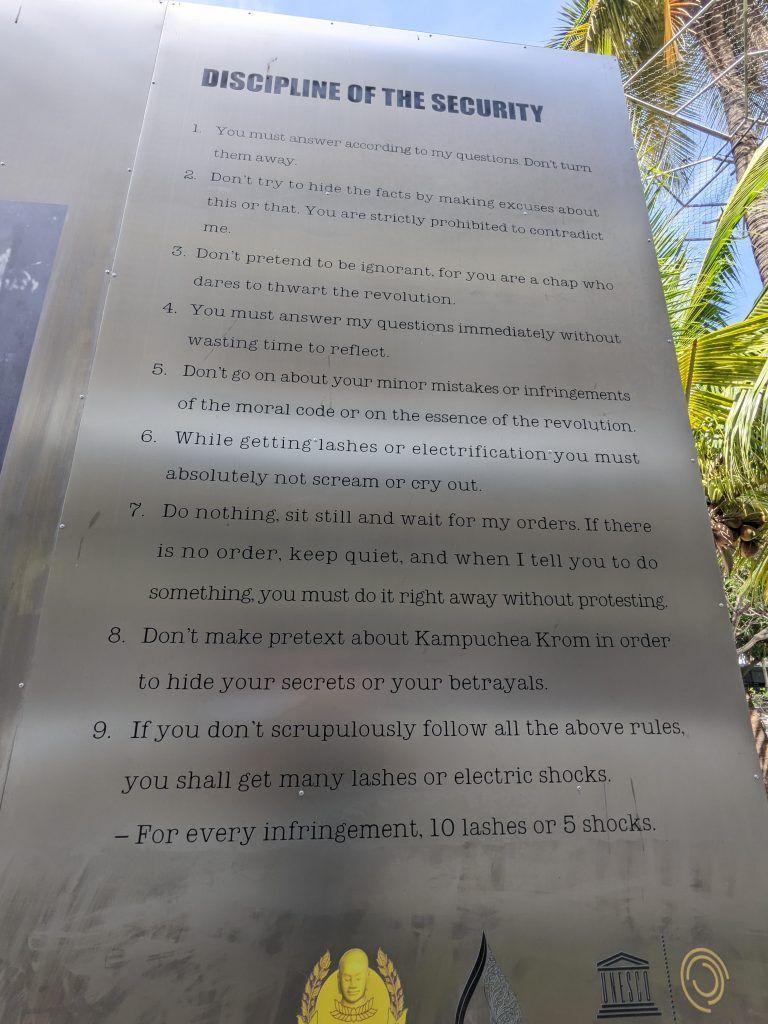 DISCIPLINE OF THE SECURITY
1. You must answer according to my questions. Don't turn
them away.
2. Don't try to hide the facts by making excuses about
this or that. You are strictly prohibited to contradict
me.
3. Don't pretend to be ignorant, for you are a chap who
dares to thwart the revolution.
4. You must answer my questions immediately without
wasting time to reflect.
5. Don't go on about your minor mistakes or infringements
of the moral code or on the essence of the revolution.
6. While getting lashes or electrification you must
absolutely not scream or cry out.
7. Do nothing, sit still and wait for my orders. If there
is no order, keep quiet, and when I tell you to do
something, you must do it right away without protesting.
8. Don't make pretext about Kampuchea Krom in order
to hide your secrets or your betrayals.
9. If you don't scrupulously follow all the above rules,
you shall get many lashes or electric shocks.
– For every infringement, 10 lashes or 5 shocks.
UNESCO